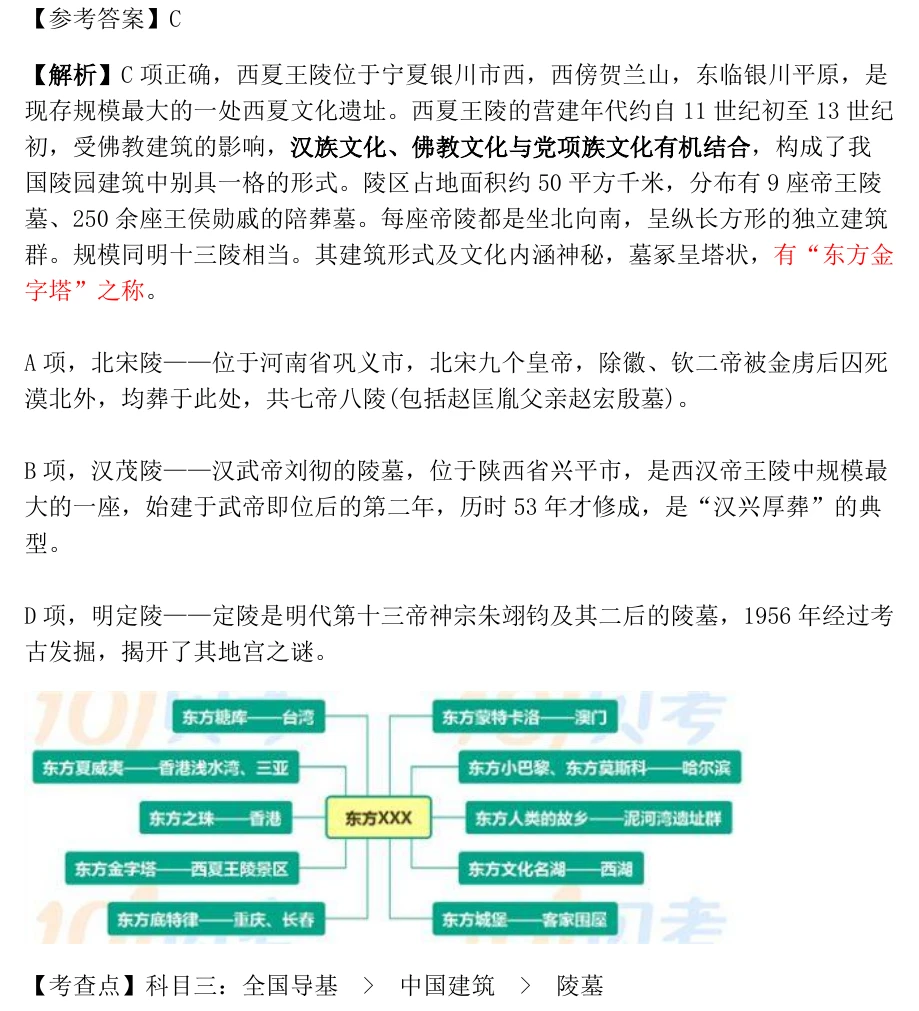 【参考答案】C
【解析】C 项正确，西夏王陵位于宁夏银川市西，西傍贺兰山，东临银川平原，是
现存规模最大的一处西夏文化遗址。西夏王陵的营建年代约自 11 世纪初至 13 世纪
初，受佛教建筑的影响，汉族文化、佛教文化与党项族文化有机结合，构成了我
国陵园建筑中别具一格的形式。陵区占地面积约 50 平方千米，分布有 9 座帝王陵
墓、250 余座王侯勋戚的陪葬墓。每座帝陵都是坐北向南，呈纵长方形的独立建筑
群。规模同明十三陵相当。其建筑形式及文化内涵神秘，墓冢呈塔状，有“东方金
字塔”之称。
A 项，北宋陵——位于河南省巩义市，北宋九个皇帝，除徽、钦二帝被金虏后囚死
漠北外，均葬于此处，共七帝八陵(包括赵匡胤父亲赵宏殷墓)。
B 项，汉茂陵——汉武帝刘彻的陵墓，位于陕西省兴平市，是西汉帝王陵中规模最
大的一座，始建于武帝即位后的第二年，历时 53 年才修成，是“汉兴厚葬”的典
型。
D 项，明定陵——定陵是明代第十三帝神宗朱翊钧及其二后的陵墓，1956 年经过考
古发掘，揭开了其地宫之谜。
东方糖库——台湾
东方夏威夷——香港浅水湾、三亚
东方之珠——香港
东方金字塔——西夏王陵景区
东方底特律——重庆、长春
东方XXX
东方蒙特卡洛——澳门
东方小巴黎、东方莫斯科——哈尔滨
东方人类的故乡——泥河湾遗址群
东方文化名湖——西湖
东方城堡——客家围屋
【考查点】科目三：全国导基 > 中国建筑 > 陵墓